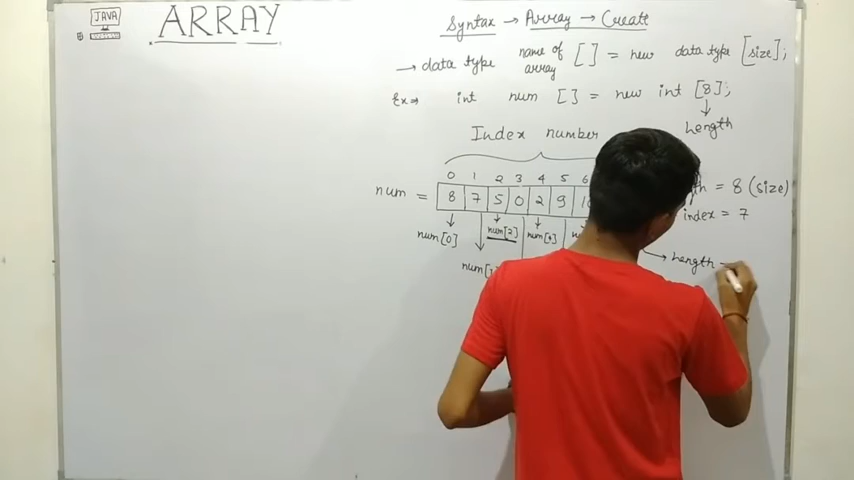 JAVA
ARRAY
Syntax → Array → Create
→ data type name of array [ ] = new data type [size];
Ex ⇒ int num [ ] = new int [8];
Length
Index number
0 1 2 3 4 5 6
num = 8 7 5 0 2 9
= 8 (size)
index = 7
num[0] num[2] num[4]
→ Length